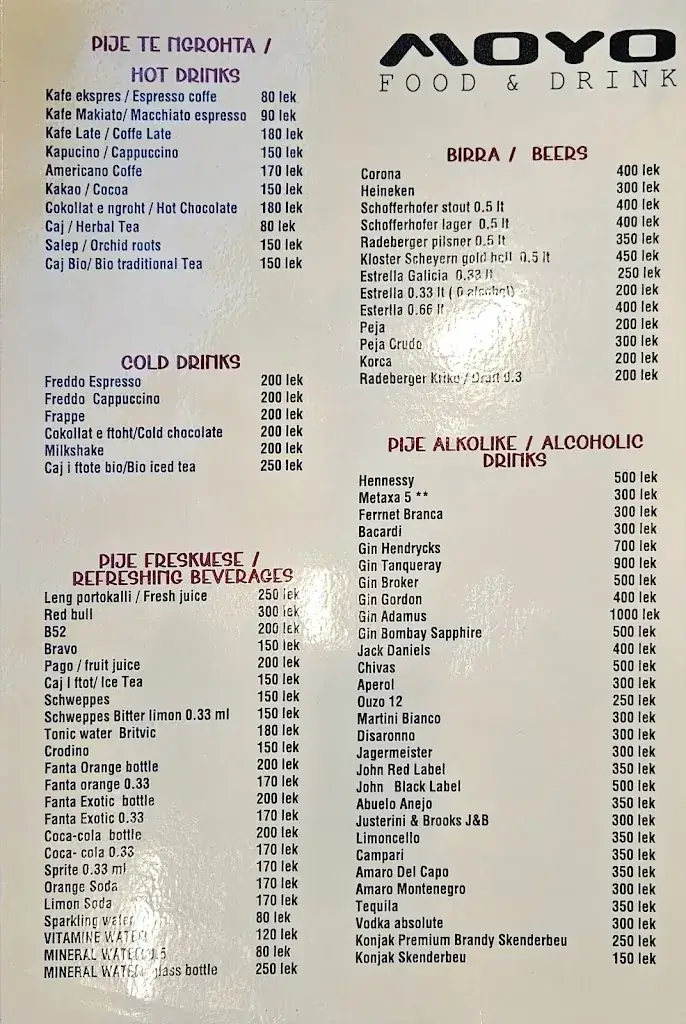 PIJE TE NGROHTA /
HOT DRINKS
Kafe ekspres / Espresso coffe 80 lek
Kafe Makiato/ Macchiato espresso 90 lek
Kafe Late / Coffe Late 180 lek
Kapucino / Cappuccino 150 lek
Americano Coffe 170 lek
Kakao / Cocoa 150 lek
Cokollat e ngroht / Hot Chocolate 180 lek
Caj / Herbal Tea 80 lek
Salep / Orchid roots 150 lek
Caj Bio/ Bio traditional Tea 150 lek
COLD DRINKS
Freddo Espresso 200 lek
Freddo Cappuccino 200 lek
Frappe 200 lek
Cokollat e ftoht/Cold chocolate 200 lek
Milkshake 200 lek
Caj i ftote bio/Bio iced tea 250 lek
PIJE FRESKUESE /
REFRESHING BEVERAGES
Leng portokalli / Fresh juice 250 lek
Red bull 300 lek
B52 200 lek
Bravo 150 lek
Pago / fruit juice 200 lek
Caj I ftot/ Ice Tea 150 lek
Schweppes 150 lek
Schweppes Bitter limon 0.33 ml 150 lek
Tonic water Britvic 180 lek
Crodino 150 lek
Fanta Orange bottle 200 lek
Fanta orange 0.33 170 lek
Fanta Exotic bottle 200 lek
Fanta Exotic 0.33 170 lek
Coca-cola bottle 200 lek
Coca- cola 0.33 170 lek
Sprite 0.33 ml 170 lek
Orange Soda 170 lek
Limon Soda 170 lek
Sparkling water 80 lek
VITAMINE WATER 120 lek
MINERAL WATER 80 lek
MINERAL WATER glass bottle 250 lek
MOYO
FOOD & DRINK
BIRRA / BEERS
Corona 400 lek
Heineken 300 lek
Schofferhofer stout 0.5 lt 400 lek
Schofferhofer lager 0.5 lt 400 lek
Radeberger pilsner 0.5 lt 350 lek
Kloster Scheyern gold hell 0.5 lt 450 lek
Estrella Galicia 0.33 lt 250 lek
Estrella 0.33 lt ( 0 alcohol) 200 lek
Esterlla 0.66 lt 400 lek
Peja 200 lek
Peja Crudo 300 lek
Korca 200 lek
Radeberger Kriko / Draft 0.3 200 lek
PIJE ALKOLIKE / ALCOHOLIC
DRINKS
Hennessy 500 lek
Metaxa 5 ** 300 lek
Ferrnet Branca 300 lek
Bacardi 300 lek
Gin Hendrycks 700 lek
Gin Tanqueray 900 lek
Gin Broker 500 lek
Gin Gordon 400 lek
Gin Adamus 1000 lek
Gin Bombay Sapphire 500 lek
Jack Daniels 400 lek
Chivas 500 lek
Aperol 300 lek
Ouzo 12 250 lek
Martini Bianco 300 lek
Disaronno 300 lek
Jagermeister 300 lek
John Red Label 350 lek
John Black Label 500 lek
Abuelo Anejo 350 lek
Justerini & Brooks J&B 300 lek
Limoncello 350 lek
Campari 350 lek
Amaro Del Capo 350 lek
Amaro Montenegro 300 lek
Tequila 350 lek
Vodka absolute 300 lek
Konjak Premium Brandy Skenderbeu 250 lek
Konjak Skenderbeu 150 lek